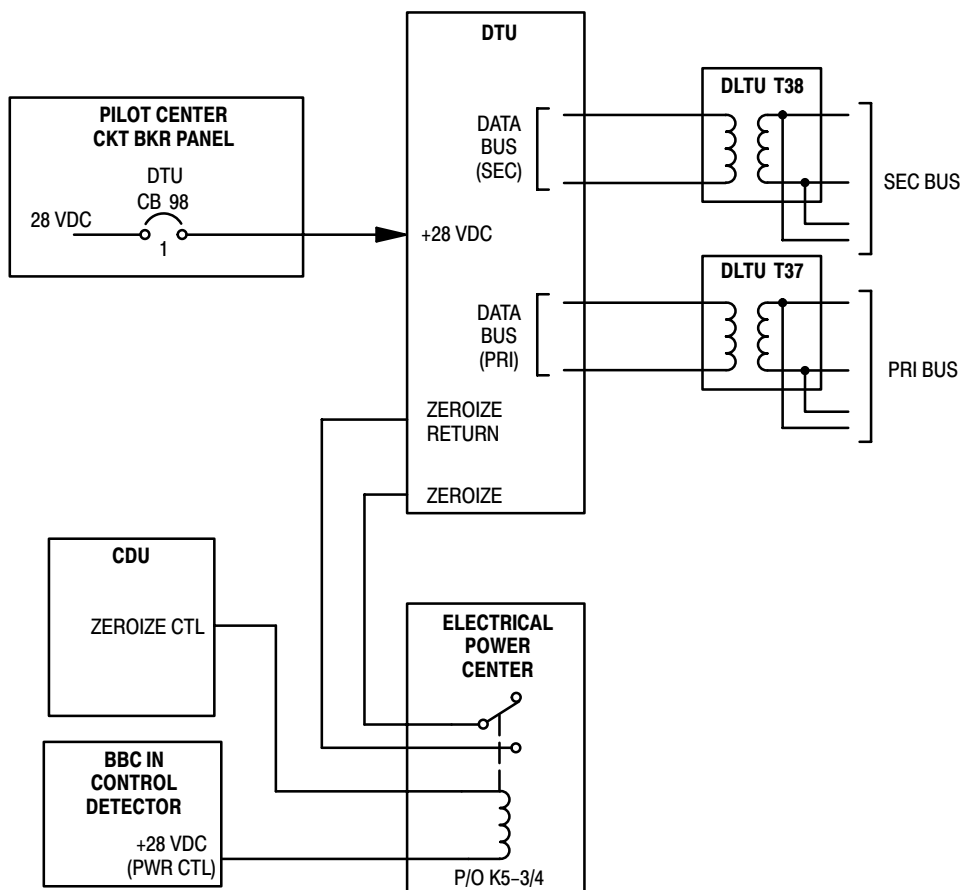 DTU
DATA
BUS
(SEC)
+28 VDC
DATA
BUS
(PRI)
ZEROIZE
RETURN
ZEROIZE
PILOT CENTER
CKT BKR PANEL
DTU
CB 98
28 VDC
1
DLTU T38
SEC BUS
DLTU T37
PRI BUS
CDU
ZEROIZE CTL
BBC IN
CONTROL
DETECTOR
+28 VDC
(PWR CTL)
ELECTRICAL
POWER
CENTER
P/O K5–3/4